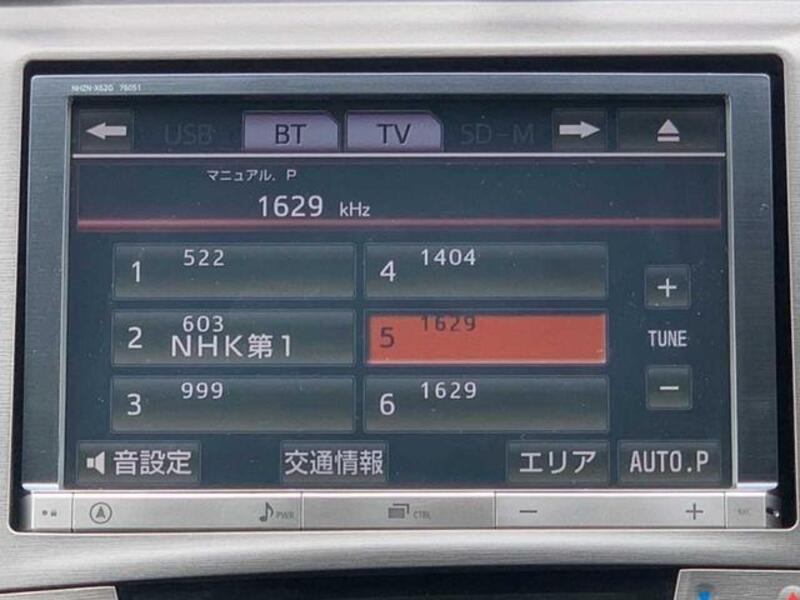 NHZN-X62G 76051
USB BT TV SD-M
マニュアル. P
1629 kHz
1 522
4 1404
2 603 NHK第1
5 1629
3 999
6 1629
+
TUNE
−
音設定 交通情報 エリア AUTO.P
PWR CTRL − +